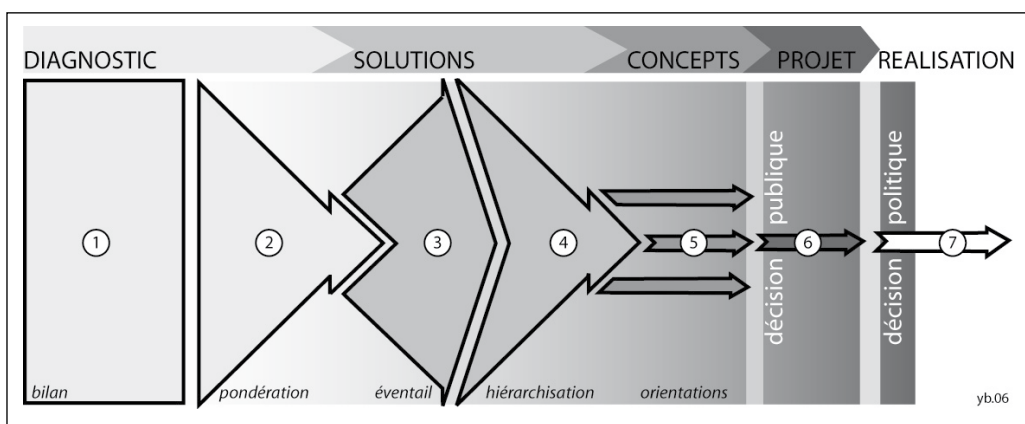 DIAGNOSTIC SOLUTIONS CONCEPTS PROJET REALISATION
décision publique
décision politique
1 2 3 4 5 6 7
bilan pondération éventail hiérarchisation orientations
yb.06